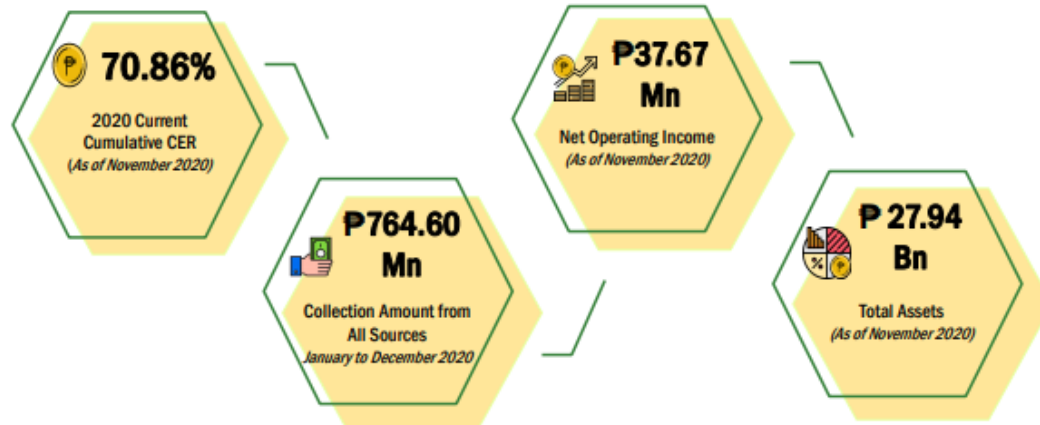 70.86%
2020 Current
Cumulative CER
(As of November 2020)
₱764.60
Mn
Collection Amount from
All Sources
January to December 2020
₱37.67
Mn
Net Operating Income
(As of November 2020)
₱ 27.94
Bn
Total Assets
(As of November 2020)